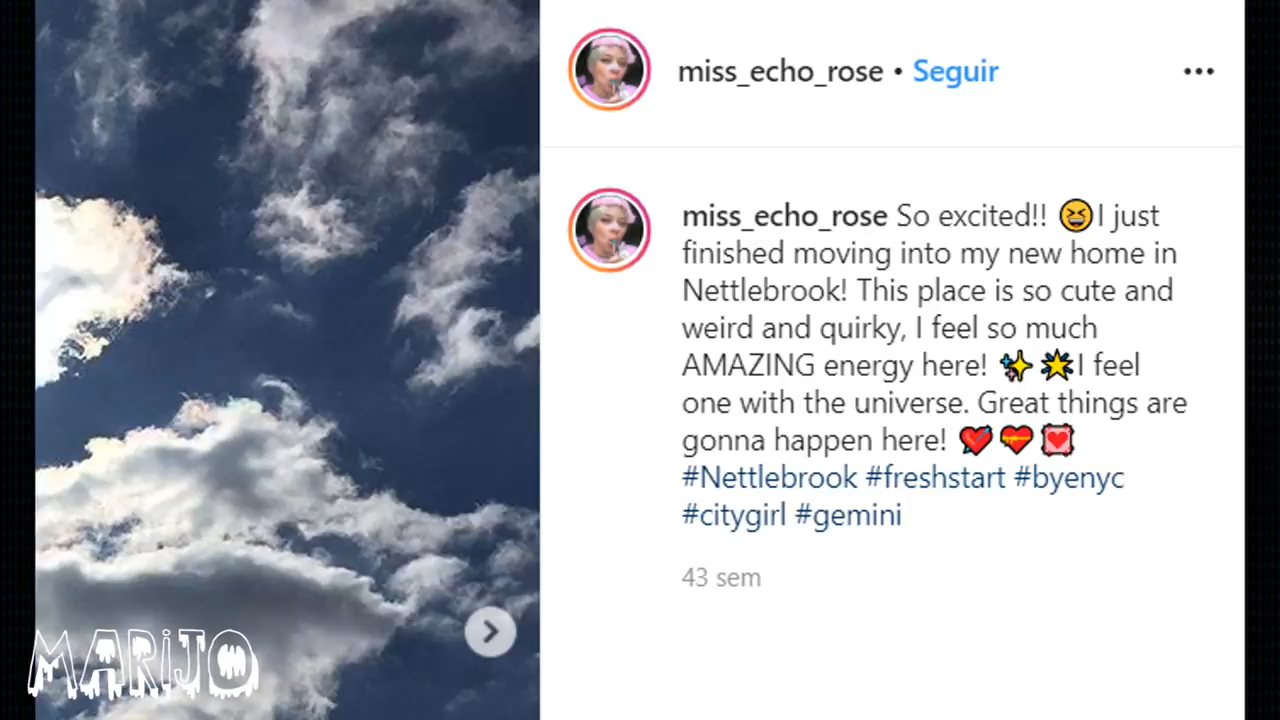 miss_echo_rose • Seguir
miss_echo_rose So excited!! 😆I just
finished moving into my new home in
Nettlebrook! This place is so cute and
weird and quirky, I feel so much
AMAZING energy here! ✨🌟I feel
one with the universe. Great things are
gonna happen here! 💘💝💟
#Nettlebrook #freshstart #byenyc
#citygirl #gemini
43 sem
MARiJO